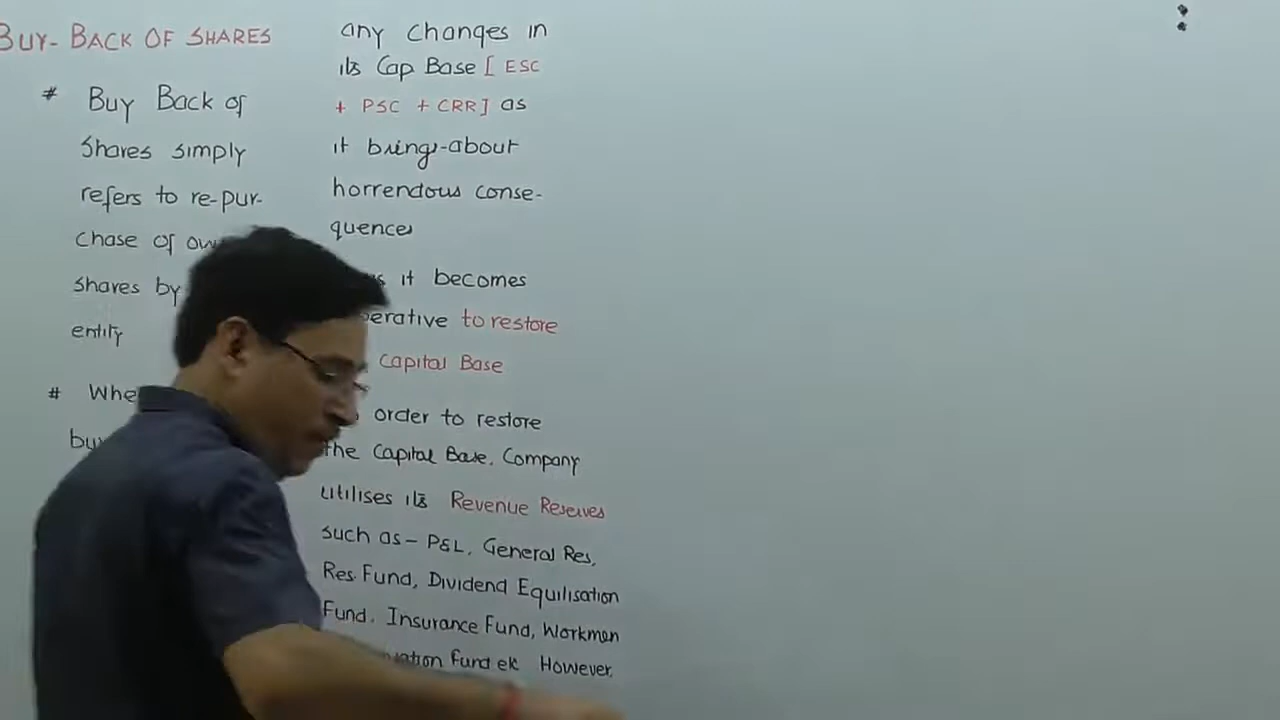 BUY-BACK OF SHARES
# Buy Back of
shares simply
refers to re-pur-
chase of
shares by
entity
#
any changes in
its Cap Base [ ESC
+ PSC + CRR] as
it brings-about
horrendous conse-
quences
it becomes
to restore
Capital Base
order to restore
the Capital Base, Company
utilises its Revenue Reserves
such as - P&L, General Res,
Res Fund, Dividend Equilisation
Fund, Insurance Fund, Workmen
Fund etc However,